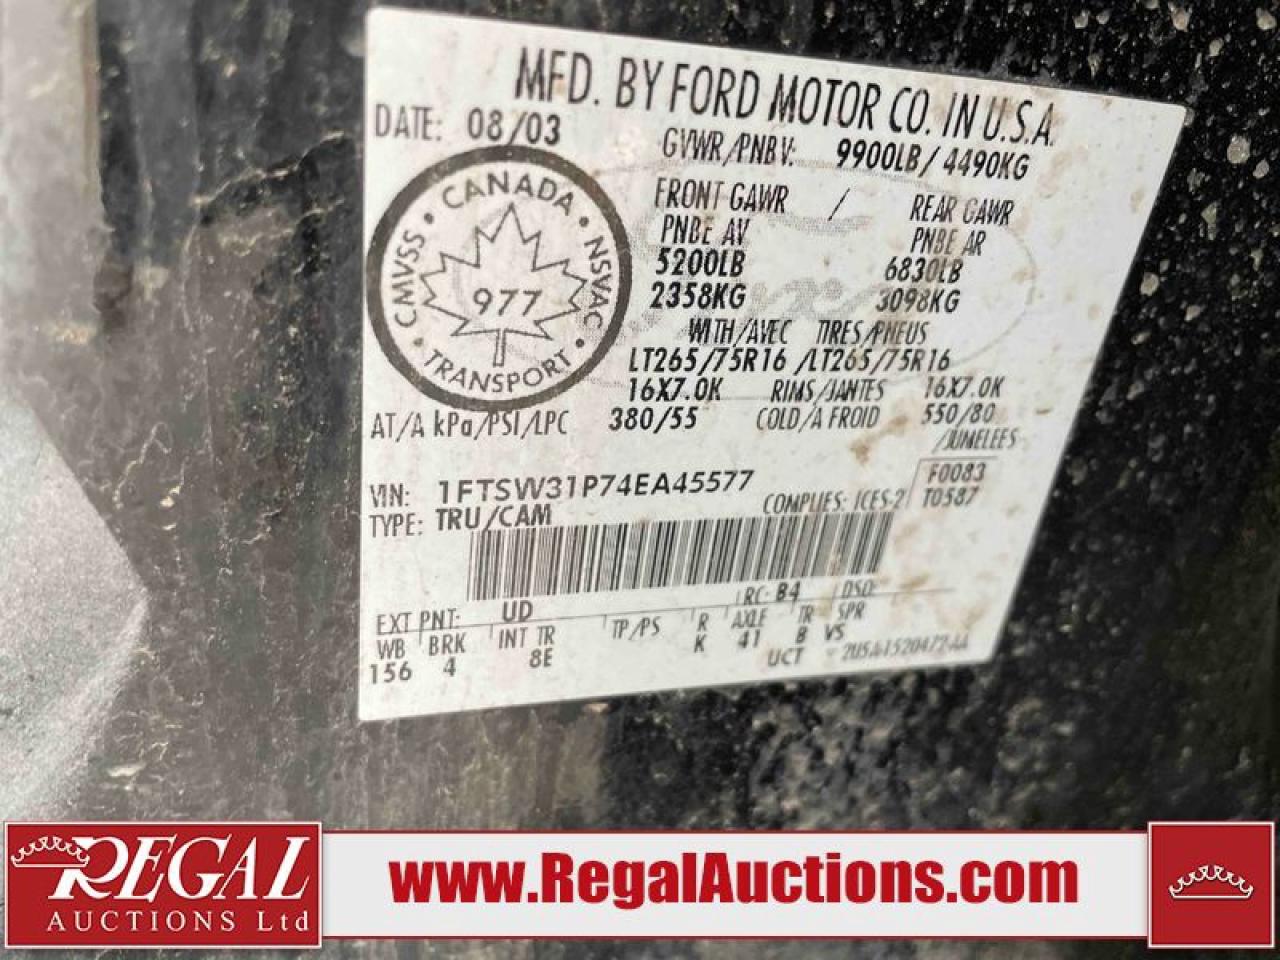 MFD. BY FORD MOTOR CO. IN U.S.A.
DATE: 08/03 GVWR/PNBV: 9900LB/ 4490KG
FRONT GAWR / REAR GAWR
PNBE AV PNBE AR
5200LB 6830LB
2358KG 3098KG
WITH/AVEC TIRES/PNEUS
LT265/75R16 /LT265/75R16
16X7.0K RIMS/JANTES 16X7.0K
AT/A kPa/PSI/LPC 380/55 COLD/A FROID 550/80
/JUMELEES
CANADA · NSVAC · TRANSPORT · CMVSS ·
977
VIN: 1FTSW31P74EA45577 F0083
TYPE: TRU/CAM COMPLIES: ICES-2 T0587
EXT PNT: UD RC: B4 DSO:
WB BRK INT TR TP/PS R AXLE TR SPR
156 4 8E K 41 B VS
UCT
REGAL
AUCTIONS Ltd
www.RegalAuctions.com